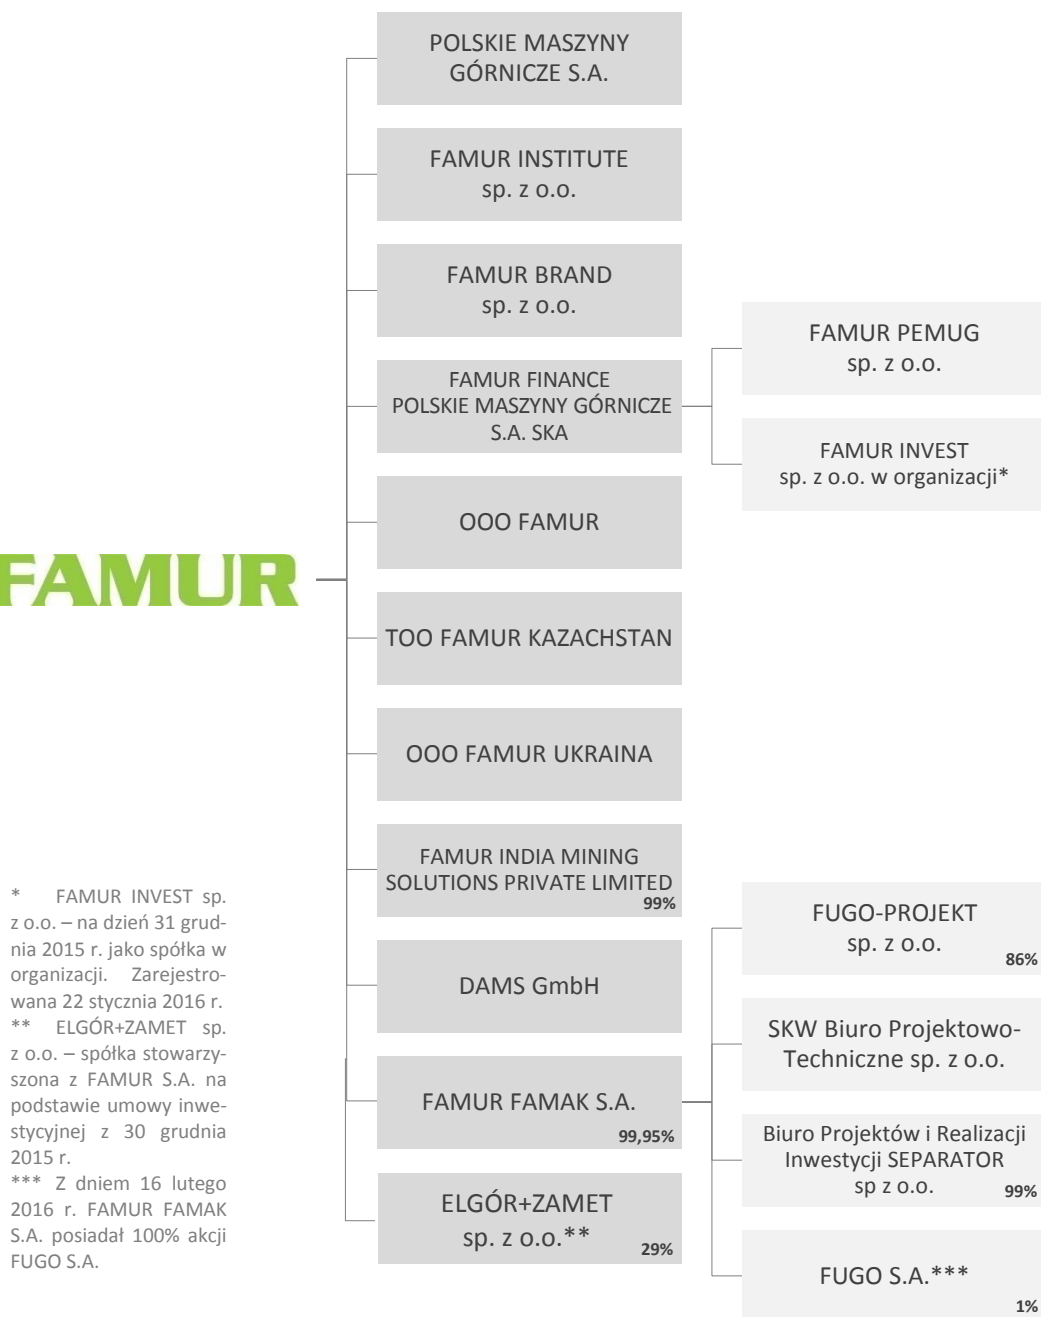 POLSKIE MASZYNY
GÓRNICZE S.A.
FAMUR INSTITUTE
sp. z o.o.
FAMUR BRAND
sp. z o.o.
FAMUR FINANCE
POLSKIE MASZYNY GÓRNICZE
S.A. SKA
FAMUR PEMUG
sp. z o.o.
FAMUR INVEST
sp. z o.o. w organizacji*
OOO FAMUR
FAMUR
TOO FAMUR KAZACHSTAN
OOO FAMUR UKRAINA
FAMUR INDIA MINING
SOLUTIONS PRIVATE LIMITED
99%
DAMS GmbH
FAMUR FAMAK S.A.
99,95%
ELGÓR+ZAMET
sp. z o.o.**
29%
FUGO-PROJEKT
sp. z o.o.
86%
SKW Biuro Projektowo-
Techniczne sp. z o.o.
Biuro Projektów i Realizacji
Inwestycji SEPARATOR
sp z o.o.
99%
FUGO S.A.***
1%
* FAMUR INVEST sp.
z o.o. – na dzień 31 grud-
nia 2015 r. jako spółka w
organizacji. Zarejestro-
wana 22 stycznia 2016 r.
** ELGÓR+ZAMET sp.
z o.o. – spółka stowarzy-
szona z FAMUR S.A. na
podstawie umowy inwe-
stycyjnej z 30 grudnia
2015 r.
*** Z dniem 16 lutego
2016 r. FAMUR FAMAK
S.A. posiadał 100% akcji
FUGO S.A.